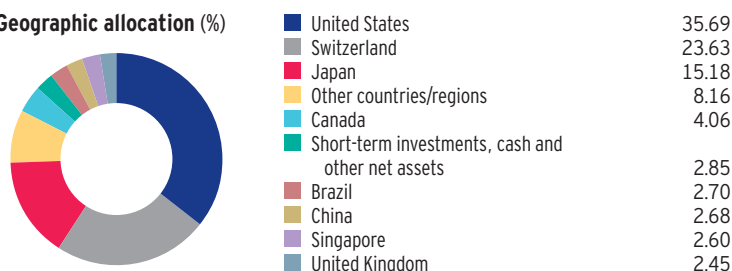 Geographic allocation (%)
United States 35.69
Switzerland 23.63
Japan 15.18
Other countries/regions 8.16
Canada 4.06
Short-term investments, cash and
other net assets 2.85
Brazil 2.70
China 2.68
Singapore 2.60
United Kingdom 2.45